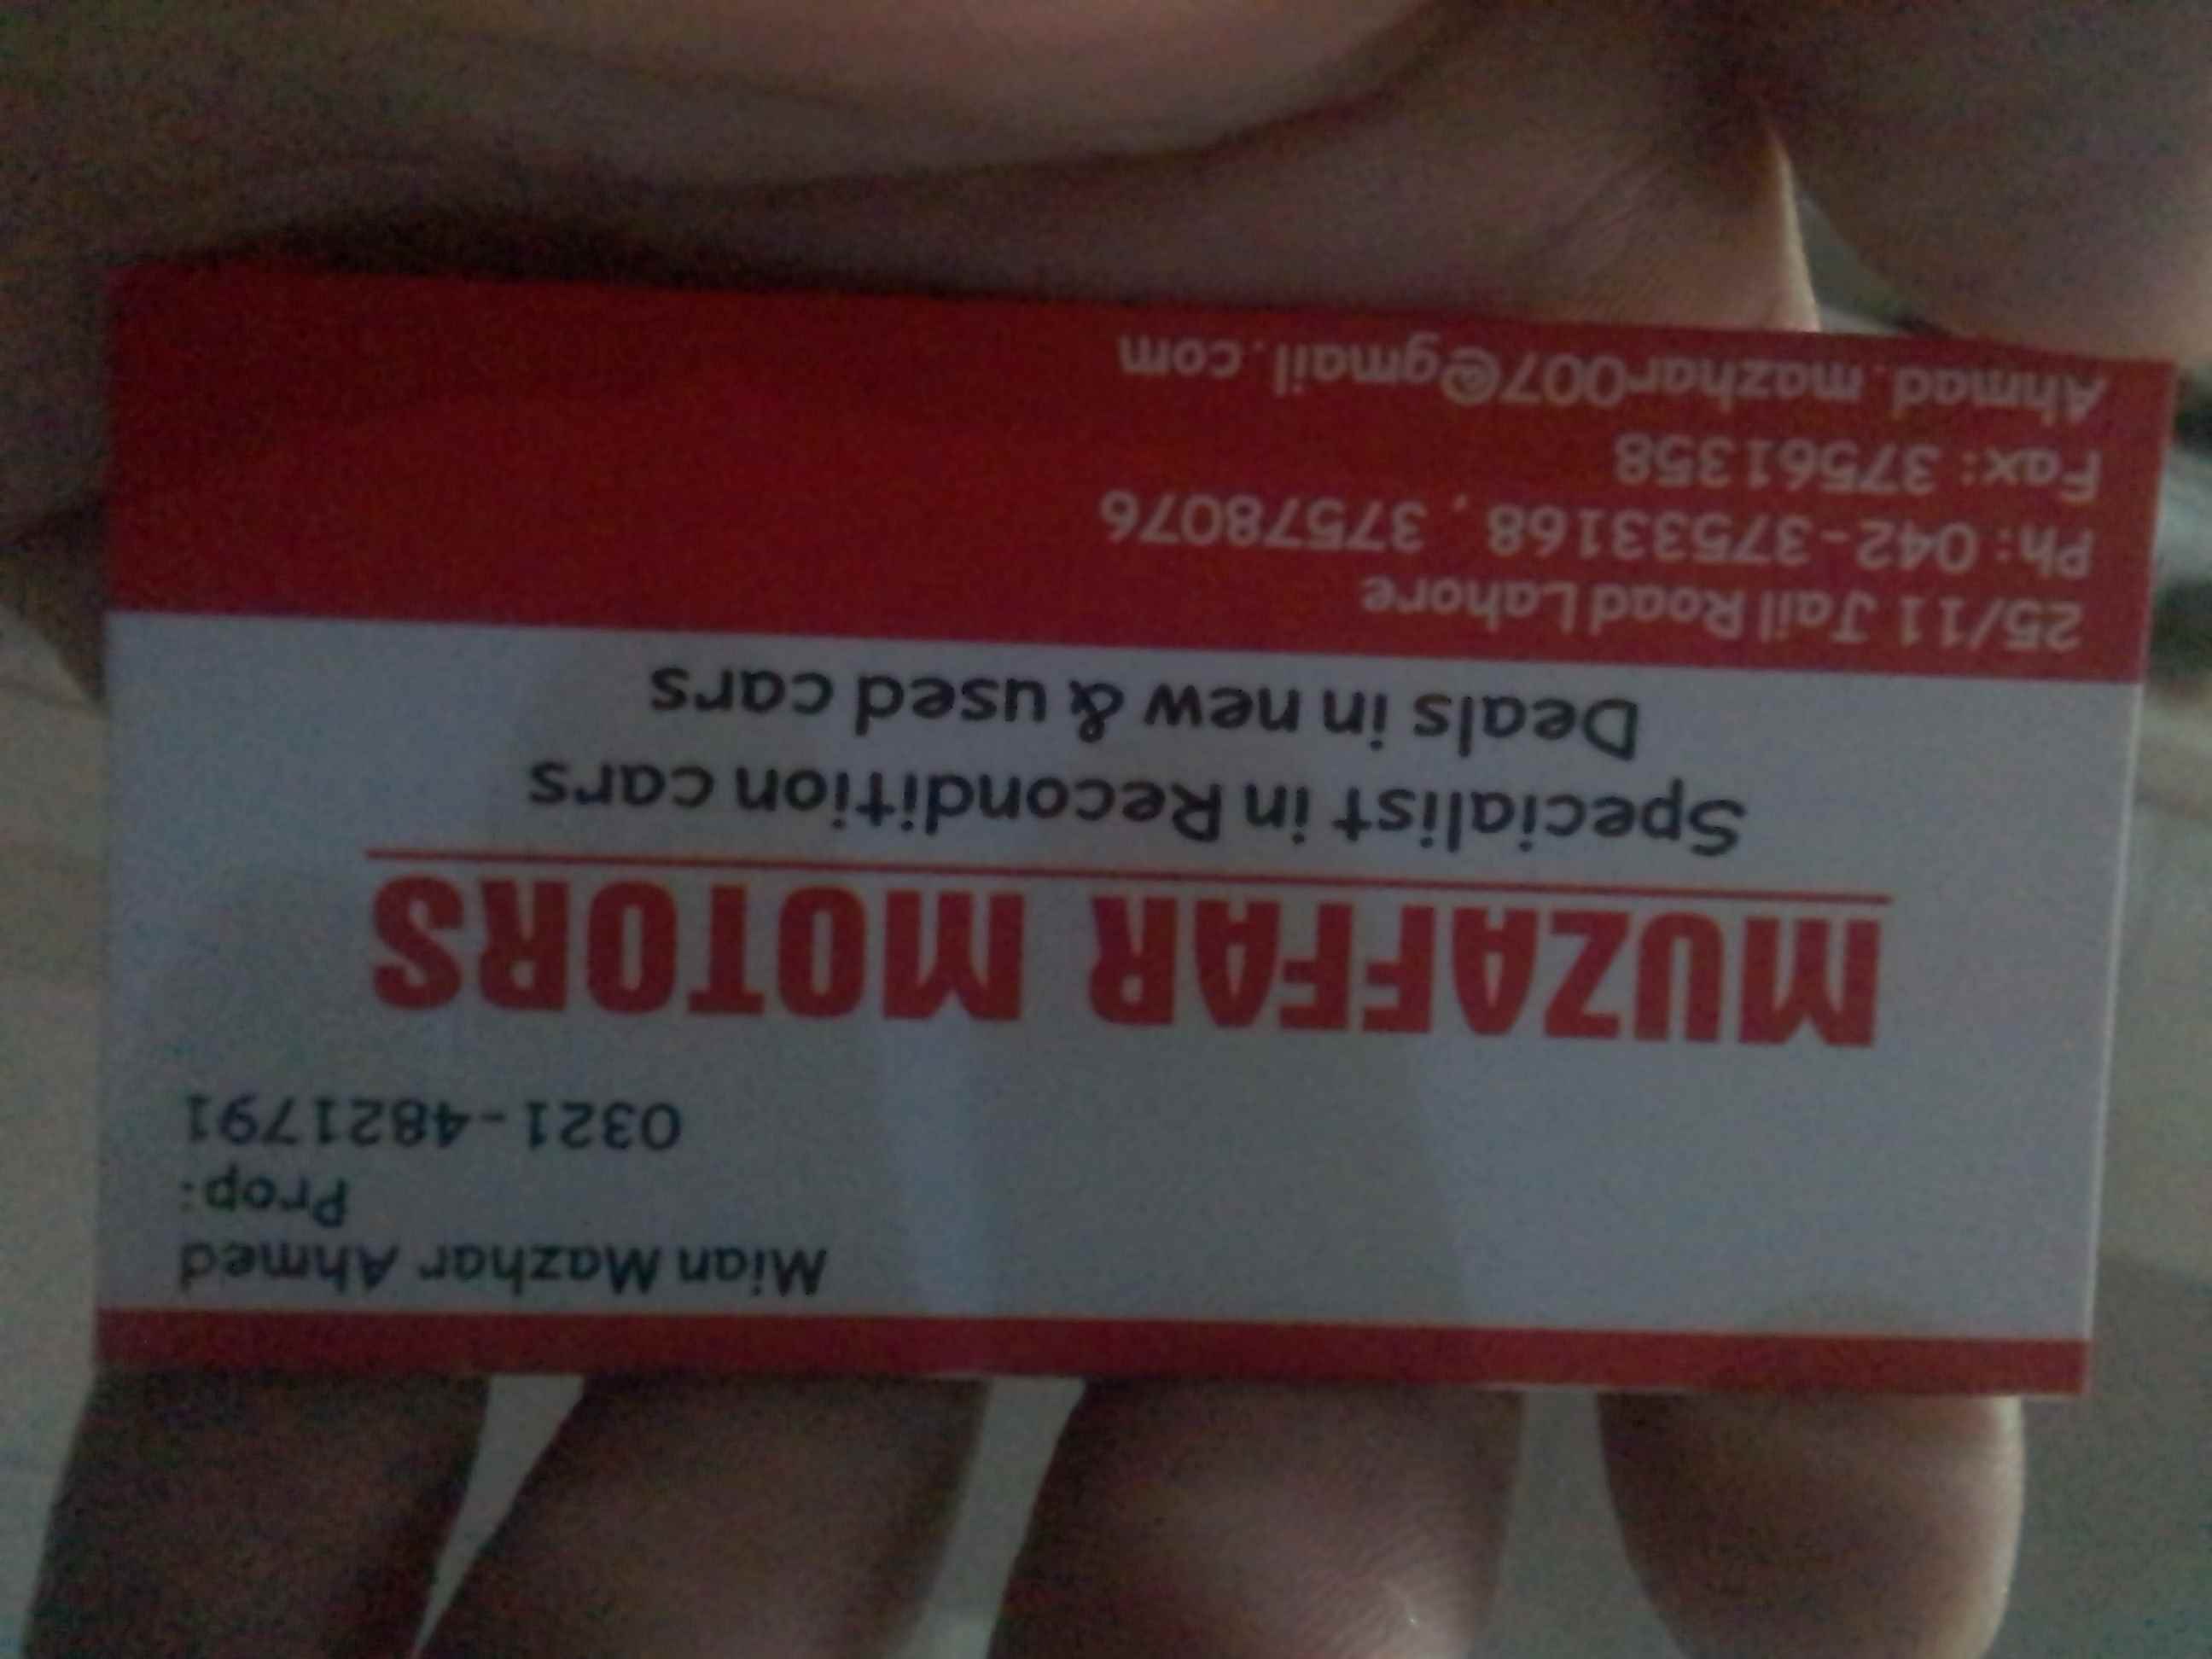 Mian Mazhar Ahmed
Prop:
0321-4821791
MUZAFFAR MOTORS
Specialist in Recondition cars
Deals in new & used cars
25/11 Jail Road Lahore
Ph: 042-37533168 , 37578076
Fax: 37561358
Ahmad.mazhar007@gmail.com